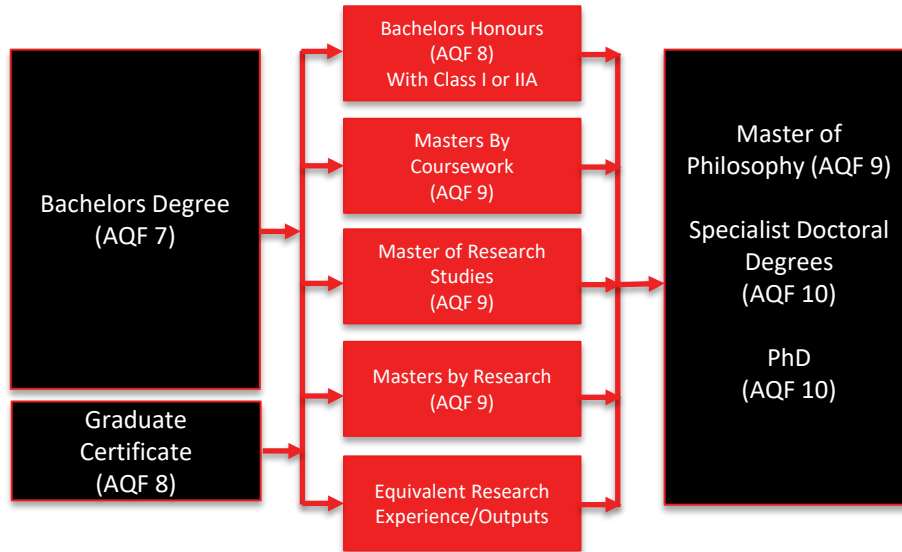 Bachelors Degree
(AQF 7)
Graduate
Certificate
(AQF 8)
Bachelors Honours
(AQF 8)
With Class I or IIA
Masters By
Coursework
(AQF 9)
Master of Research
Studies
(AQF 9)
Masters by Research
(AQF 9)
Equivalent Research
Experience/Outputs
Master of
Philosophy (AQF 9)
Specialist Doctoral
Degrees
(AQF 10)
PhD
(AQF 10)